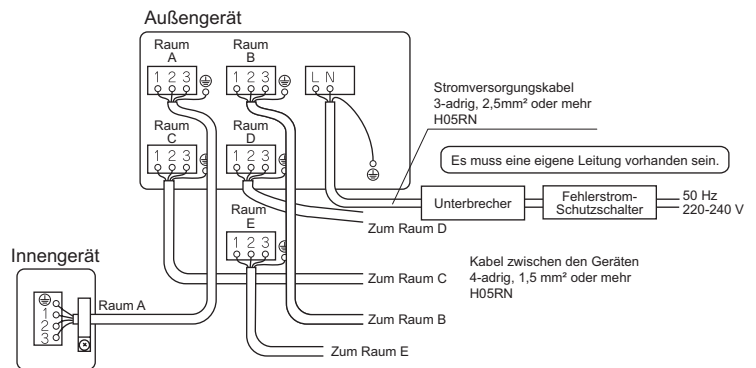 Außengerät
Raum
A
1 2 3
Raum
B
1 2 3
L N
Raum
C
1 2 3
Raum
D
1 2 3
Raum
E
1 2 3
Stromversorgungskabel
3-adrig, 2,5mm² oder mehr
H05RN
Es muss eine eigene Leitung vorhanden sein.
Unterbrecher
Fehlerstrom-
Schutzschalter
50 Hz
220-240 V
Zum Raum D
Kabel zwischen den Geräten
4-adrig, 1,5 mm² oder mehr
H05RN
Zum Raum C
Zum Raum B
Zum Raum E
Innengerät
Raum A
1
2
3